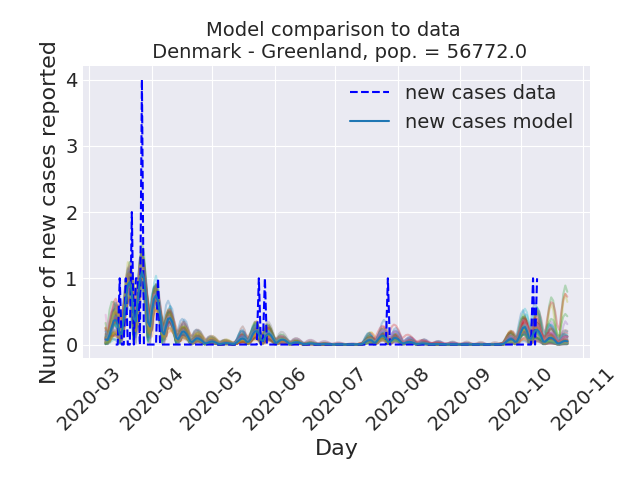 Model comparison to data
Denmark - Greenland, pop. = 56772.0
Number of new cases reported
4
3
2
1
0
new cases data
new cases model
2020-03
2020-04
2020-05
2020-06
2020-07
2020-08
2020-09
2020-10
2020-11
Day